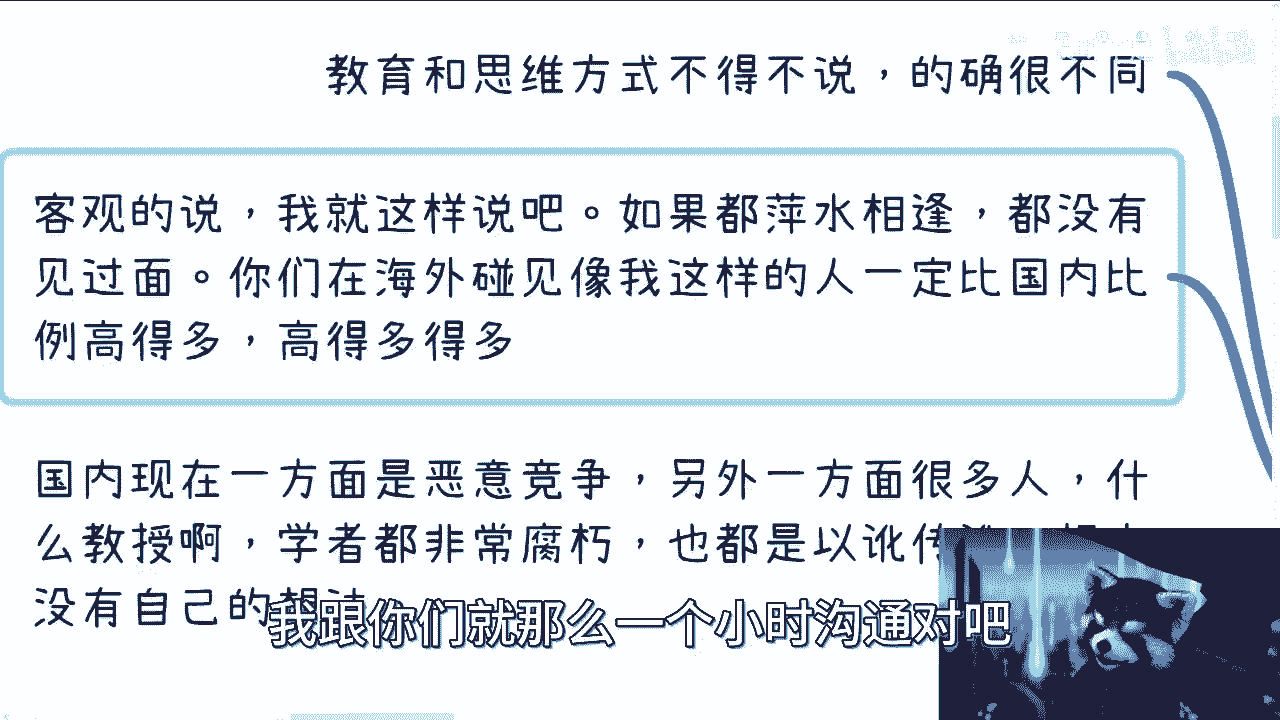 教育和思维方式不得不说，的确很不同
客观的说，我就这样说吧。如果都萍水相逢，都没有
见过面。你们在海外碰见像我这样的人一定比国内比
例高得多，高得多得多
国内现在一方面是恶意竞争，另外一方面很多人，什
么教授啊，学者都非常腐朽，也都是以讹传
没有自己的想法
我跟你们就那么一个小时沟通对吧